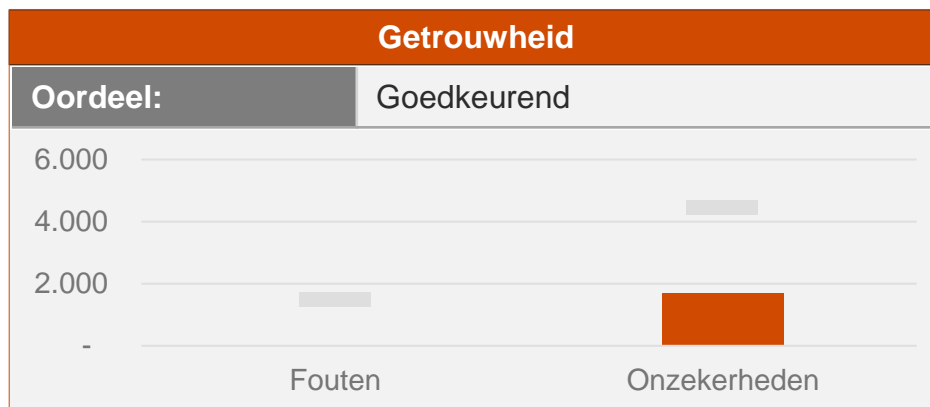 Getrouwheid
Oordeel: Goedkeurend
6.000
4.000
2.000
-
Fouten Onzekerheden